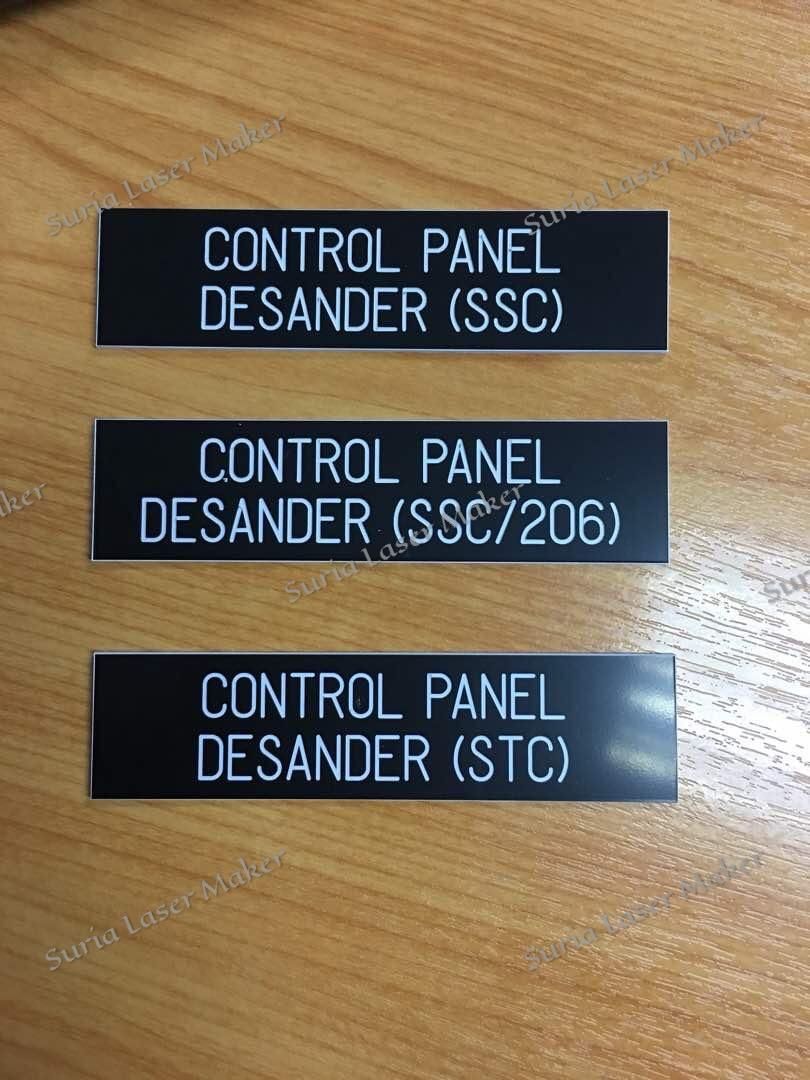 Suria Laser Maker
Suria Laser Maker
CONTROL PANEL
DESANDER (SSC)
CONTROL PANEL
DESANDER (SSC/206)
ker
Suria Laser Maker
S
CONTROL PANEL
DESANDER (STC)
Suria Laser Maker
Suria Laser Maker